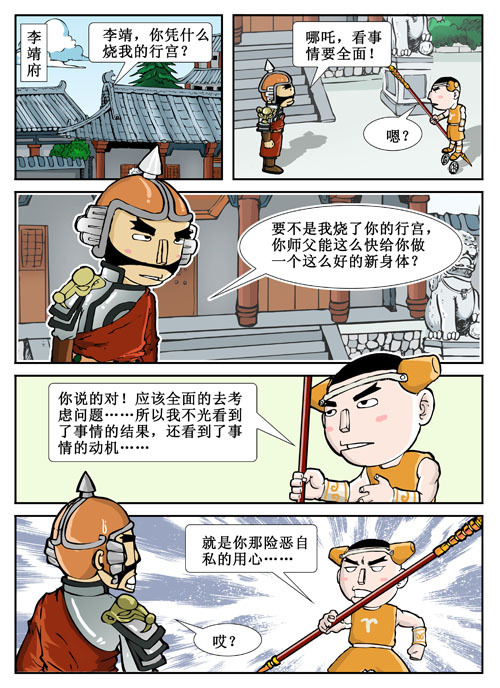 李靖府
李靖，你凭什么
烧我的行宫？
哪吒，看事
情要全面！
嗯？
要不是我烧了你的行宫，
你师父能这么快给你做
一个这么好的新身体？
你说的对！应该全面的去考
虑问题……所以我不光看到
了事情的结果，还看到了事
情的动机……
就是你那险恶自
私的用心……
哎？